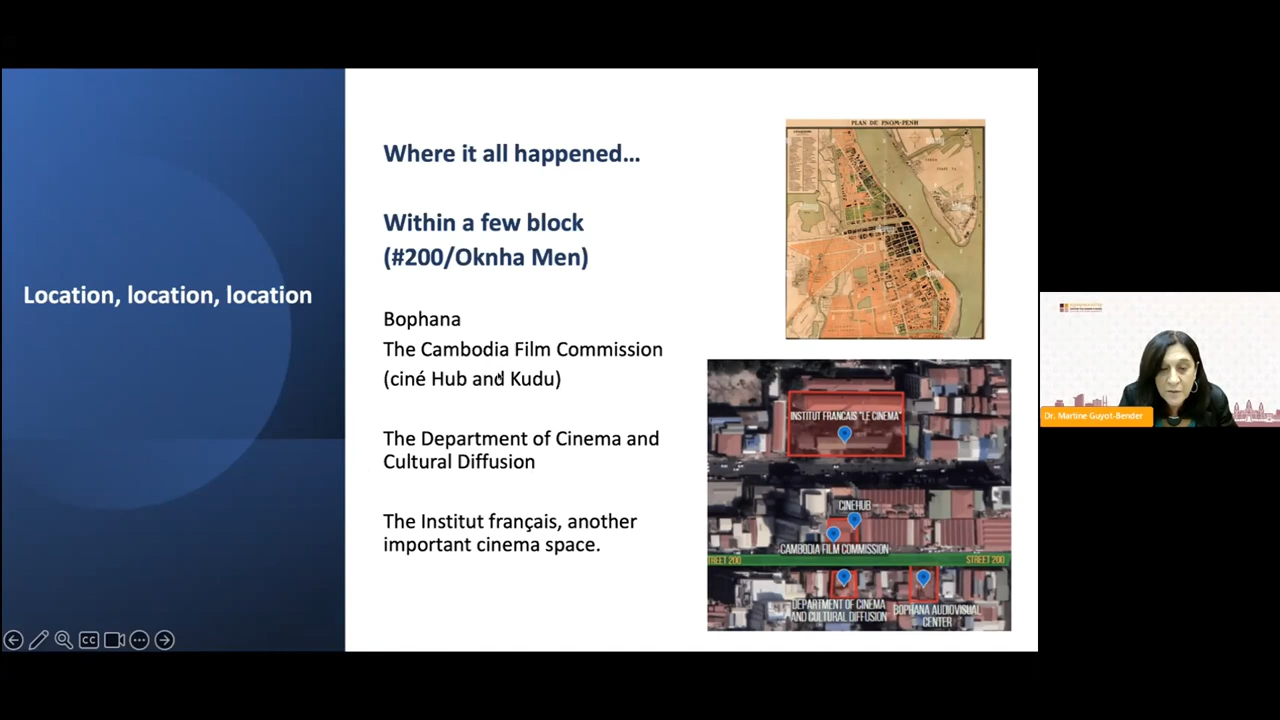 Location, location, location
Where it all happened...
Within a few block
(#200/Oknha Men)
Bophana
The Cambodia Film Commission
(ciné Hub and Kudu)
The Department of Cinema and
Cultural Diffusion
The Institut français, another
important cinema space.
PLAN DE PNOM-PENH
INSTITUT FRANCAIS "LE CINEMA"
CINEHUB
CAMBODIA FILM COMMISSION
REET 200
STREET 200
DEPARTMENT OF CINEMA
AND CULTURAL DIFFUSION
BOPHANA AUDIOVISUAL
CENTER
CC
Dr. Martine Guyot-Bender